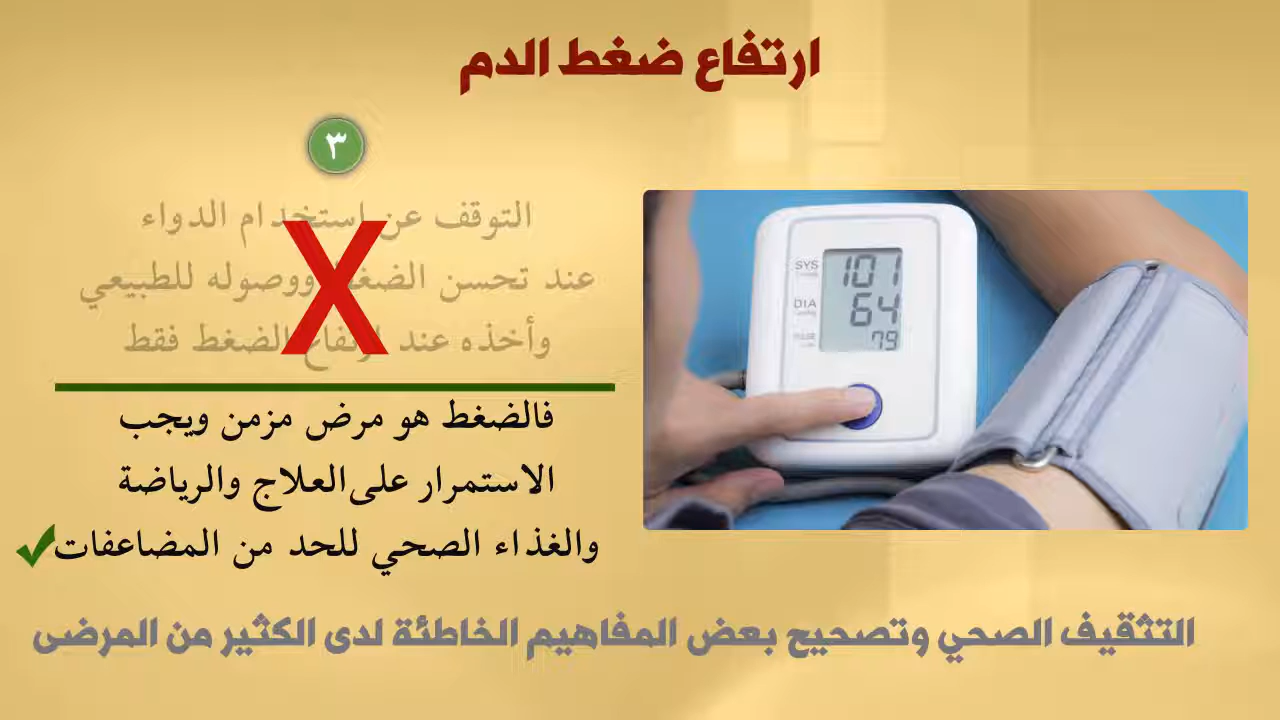 ارتفاع ضغط الدم
٣
التوقف عن استخدام الدواء
عند تحسن الضغط ووصوله للطبيعي
وأخذه عند ارتفاع الضغط فقط
X
فالضغط هو مرض مزمن ويجب
الاستمرار على العلاج والرياضة
والغذاء الصحي للحد من المضاعفات
SYS
101
DIA
64
79
التثقيف الصحي وتصحيح بعض المفاهيم الخاطئة لدى الكثير من المرضى